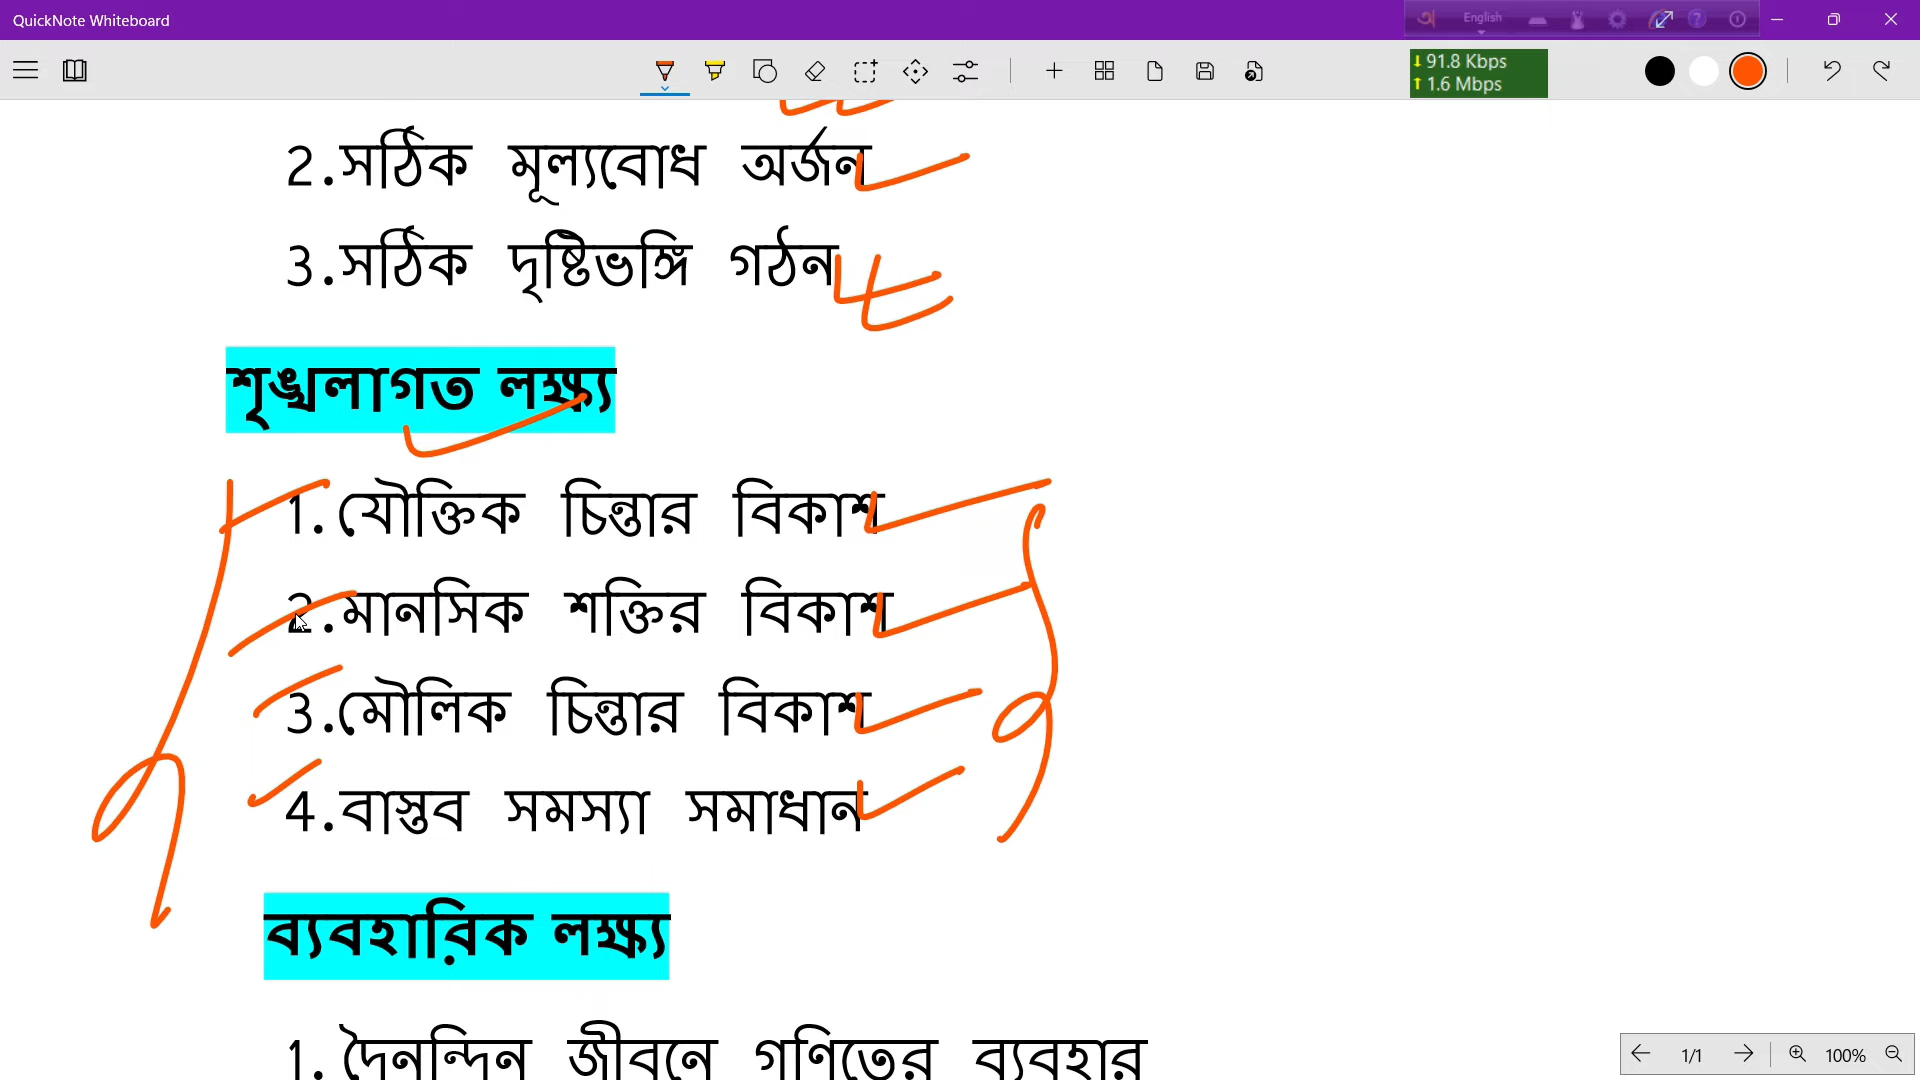 QuickNote Whiteboard
English
91.8 Kbps
1.6 Mbps
2.সঠিক মূল্যবোধ অর্জন
3.সঠিক দৃষ্টিভঙ্গি গঠন
শৃঙ্খলাগত লক্ষ্য
1.যৌক্তিক চিন্তার বিকাশ
2.মানসিক শক্তির বিকাশ
3.মৌলিক চিন্তার বিকাশ
4.বাস্তব সমস্যা সমাধান
ব্যবহারিক লক্ষ্য
1. দৈনন্দিন জীবনে গণিতের ব্যবহার
1/1
100%